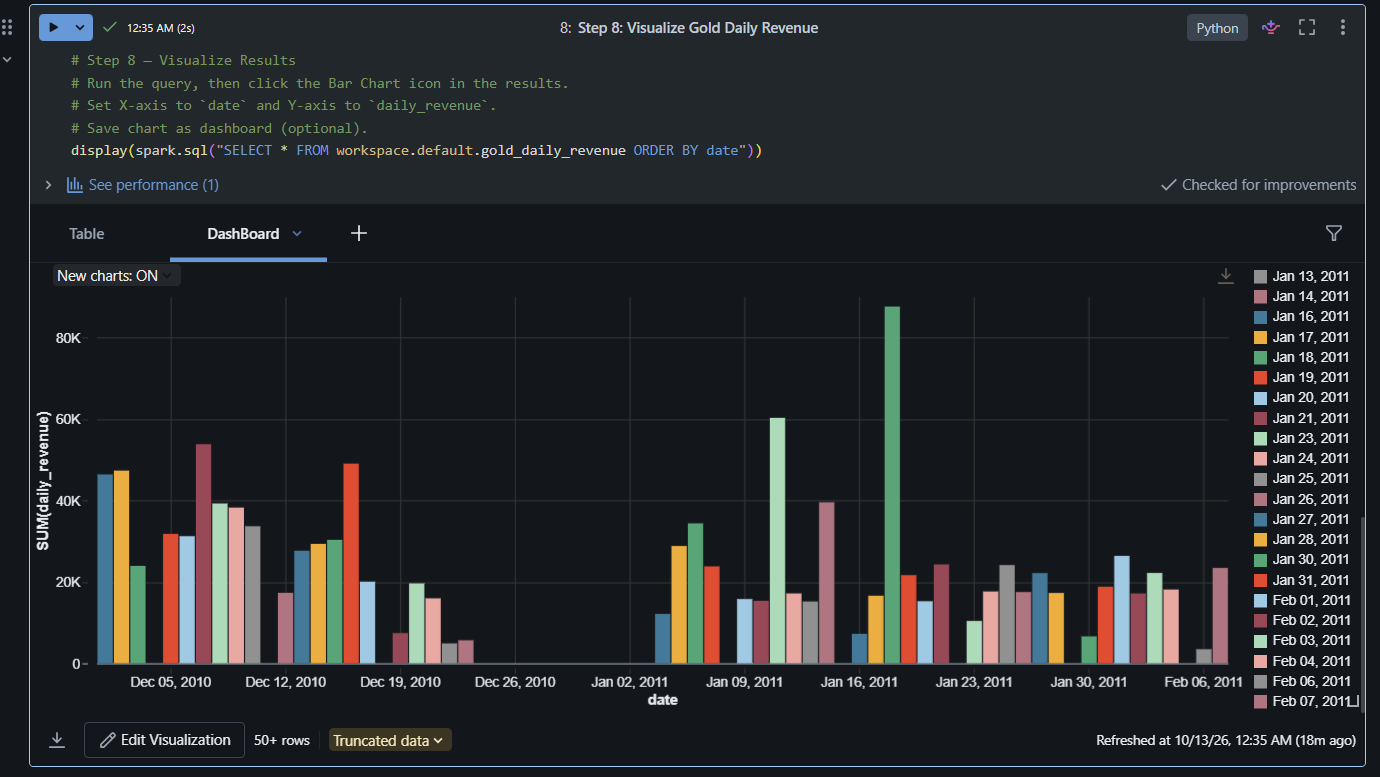 12:35 AM (2s)
8: Step 8: Visualize Gold Daily Revenue
Python
# Step 8 — Visualize Results
# Run the query, then click the Bar Chart icon in the results.
# Set X-axis to `date` and Y-axis to `daily_revenue`.
# Save chart as dashboard (optional).
display(spark.sql("SELECT * FROM workspace.default.gold_daily_revenue ORDER BY date"))
See performance (1)
Checked for improvements
Table
DashBoard
New charts: ON
80K
60K
40K
20K
0
SUM(daily_revenue)
Dec 05, 2010
Dec 12, 2010
Dec 19, 2010
Dec 26, 2010
Jan 02, 2011
Jan 09, 2011
Jan 16, 2011
Jan 23, 2011
Jan 30, 2011
Feb 06, 2011
date
Jan 13, 2011
Jan 14, 2011
Jan 16, 2011
Jan 17, 2011
Jan 18, 2011
Jan 19, 2011
Jan 20, 2011
Jan 21, 2011
Jan 23, 2011
Jan 24, 2011
Jan 25, 2011
Jan 26, 2011
Jan 27, 2011
Jan 28, 2011
Jan 30, 2011
Jan 31, 2011
Feb 01, 2011
Feb 02, 2011
Feb 03, 2011
Feb 04, 2011
Feb 06, 2011
Feb 07, 2011
Edit Visualization
50+ rows
Truncated data
Refreshed at 10/13/26, 12:35 AM (18m ago)